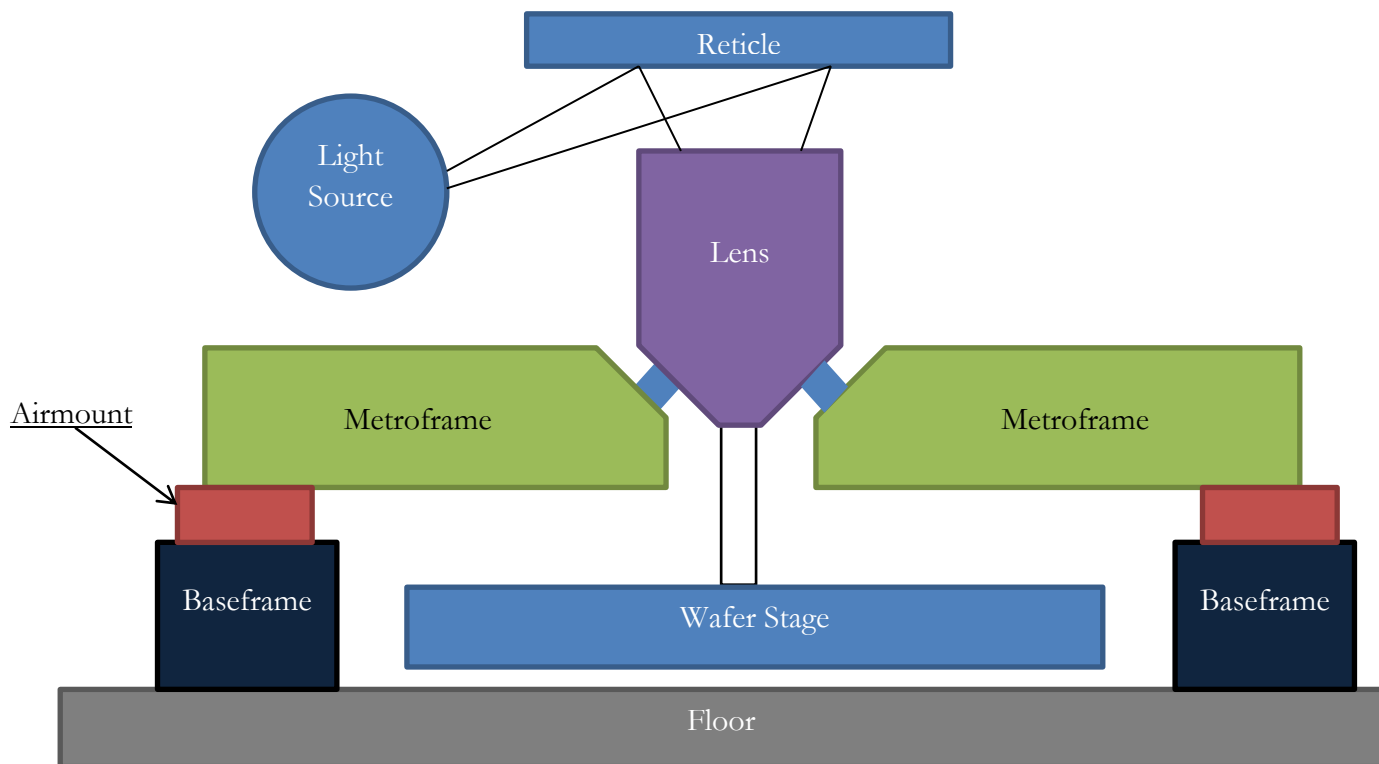 Reticle
Light
Source
Lens
Metroframe
Metroframe
Airmount
Baseframe
Baseframe
Wafer Stage
Floor